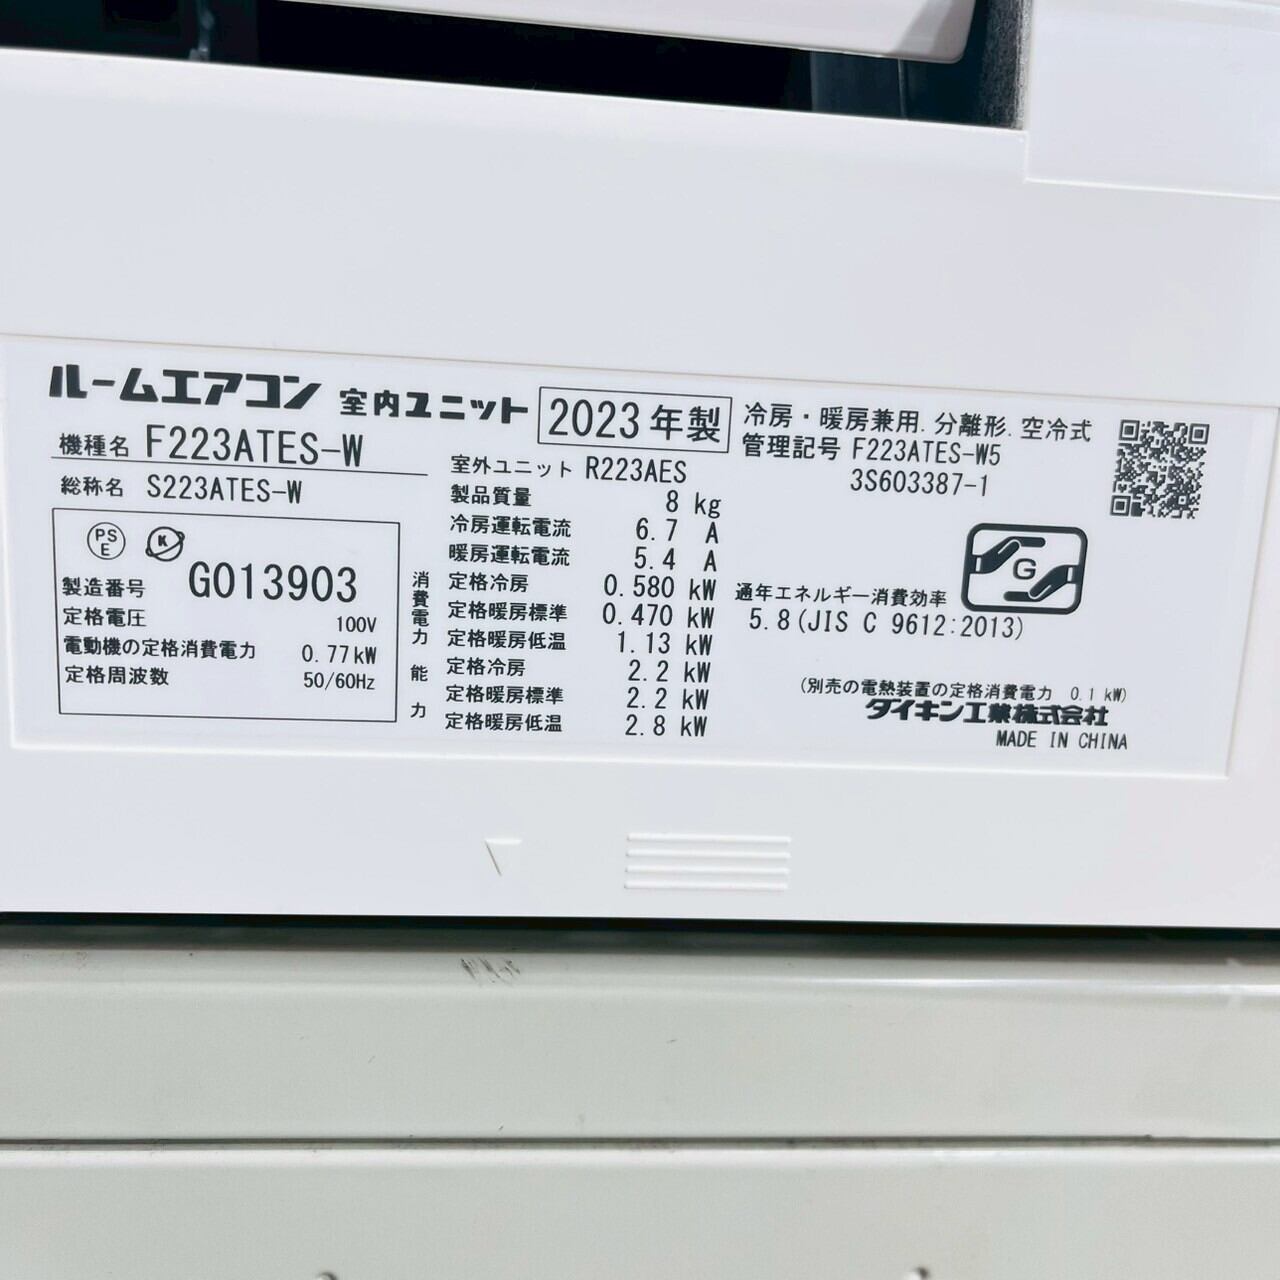 ルームエアコン 室内ユニット 2023年製
機種名 F223ATES-W
総称名 S223ATES-W
PS
E
K
製造番号 G013903
定格電圧 100V
電動機の定格消費電力 0.77kW
定格周波数 50/60Hz
室外ユニット R223AES
製品質量 8 kg
冷房運転電流 6.7 A
暖房運転電流 5.4 A
消費電力
定格冷房 0.580 kW
定格暖房標準 0.470 kW
定格暖房低温 1.13 kW
能力
定格冷房 2.2 kW
定格暖房標準 2.2 kW
定格暖房低温 2.8 kW
冷房・暖房兼用.分離形.空冷式
管理記号 F223ATES-W5
3S603387-1
G
通年エネルギー消費効率
5.8(JIS C 9612:2013)
(別売の電熱装置の定格消費電力 0.1 kW)
ダイキン工業株式会社
MADE IN CHINA